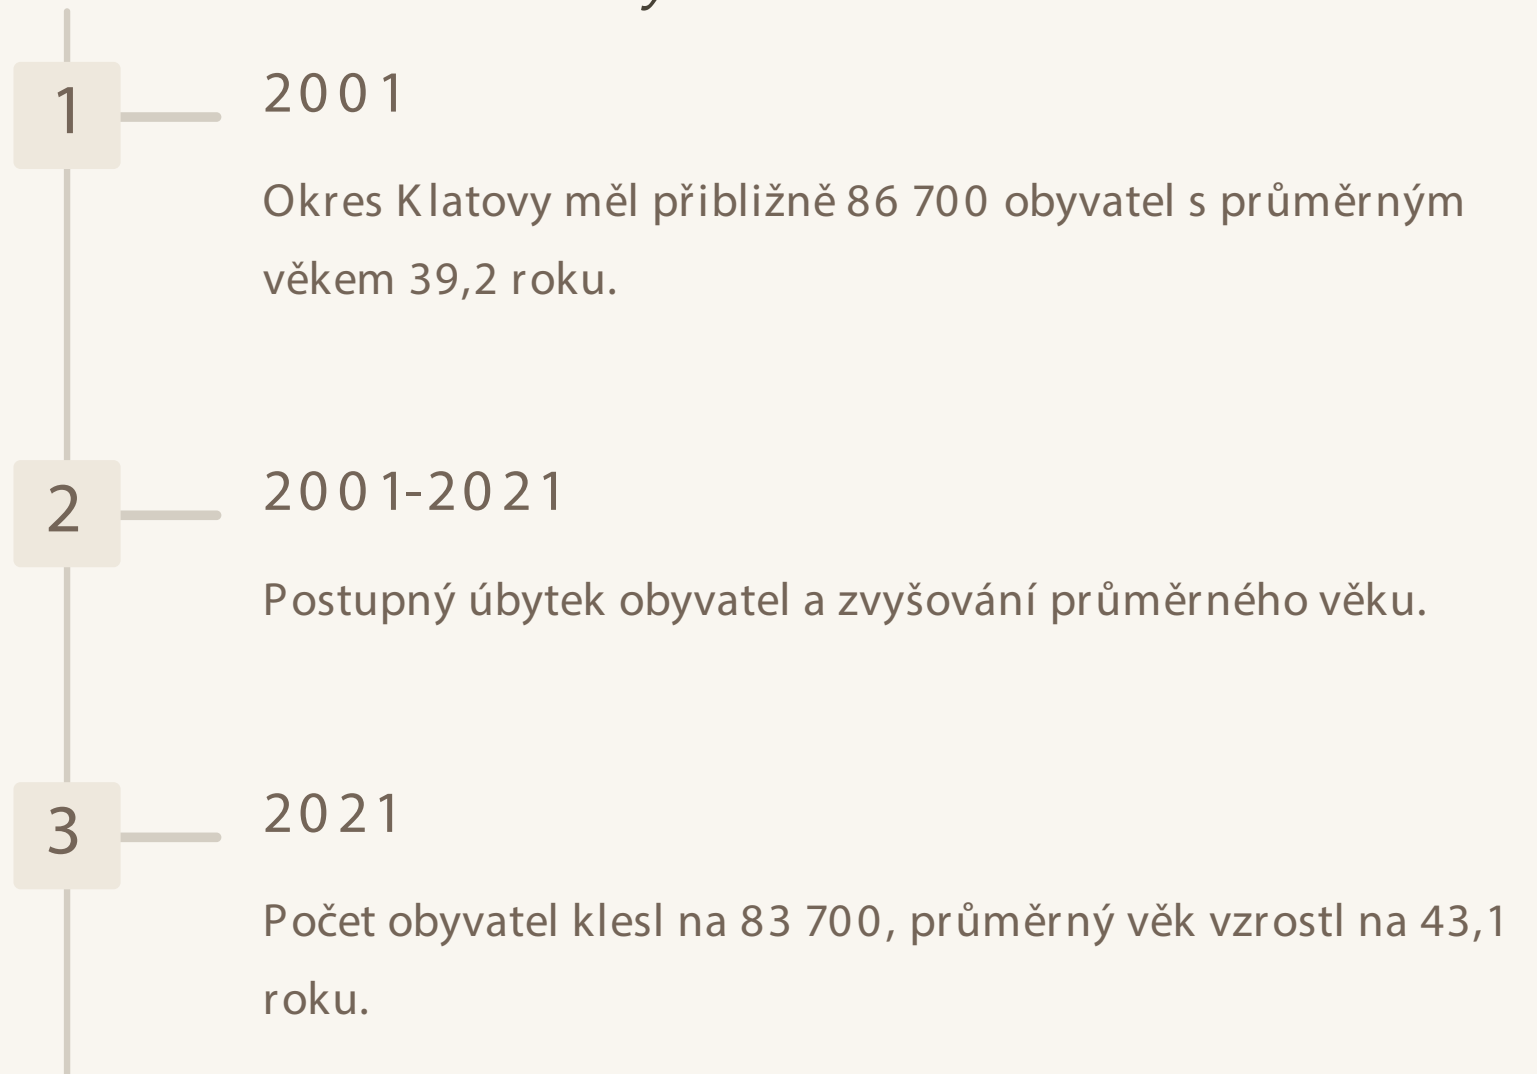 1
2001
Okres Klatovy měl přibližně 86 700 obyvatel s průměrným
věkem 39,2 roku.
2
2001-2021
Postupný úbytek obyvatel a zvyšování průměrného věku.
3
2021
Počet obyvatel klesl na 83 700, průměrný věk vzrostl na 43,1
roku.